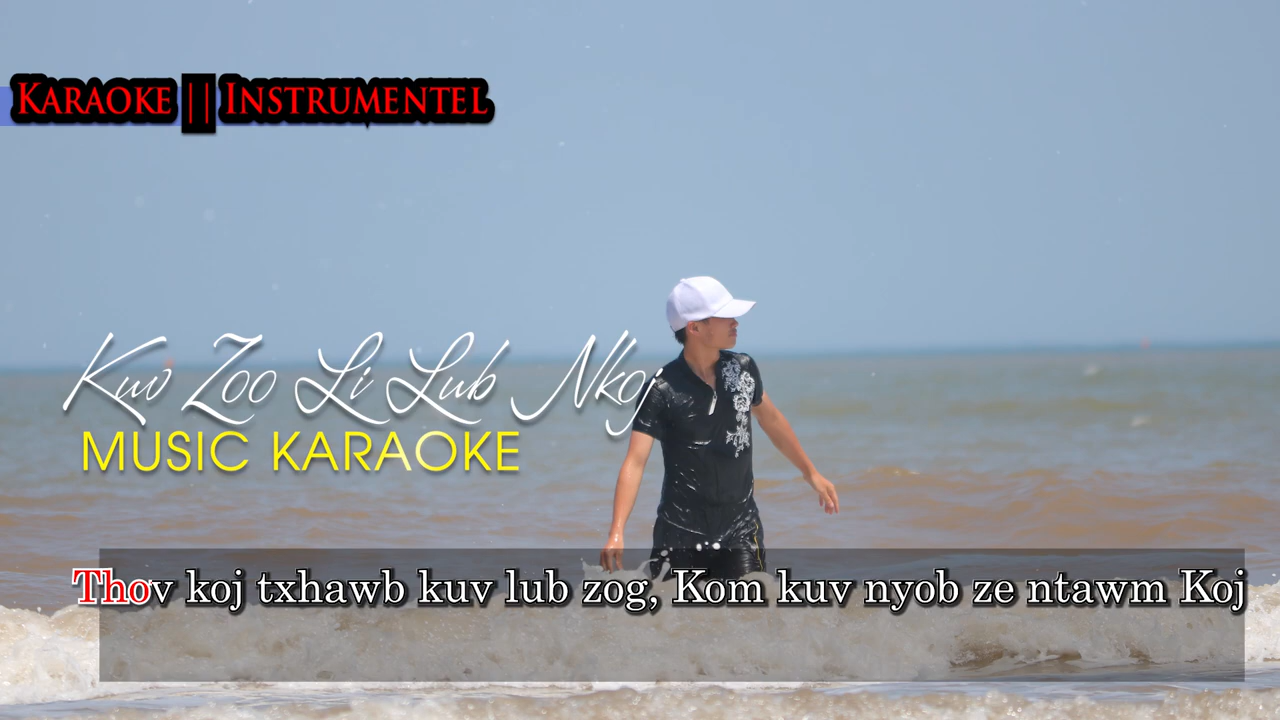 KARAOKE || INSTRUMENTEL
Kuv Zoo Li Lub Nkoj
MUSIC KARAOKE
Thov koj txhawb kuv lub zog, Kom kuv nyob ze ntawm Koj